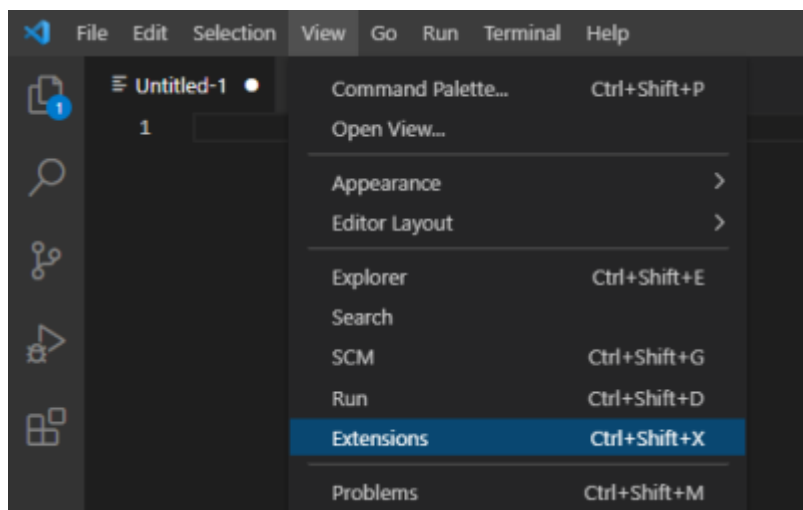 File Edit Selection View Go Run Terminal Help
Untitled-1
1
1
Command Palette... Ctrl+Shift+P
Open View...
Appearance
Editor Layout
Explorer Ctrl+Shift+E
Search
SCM Ctrl+Shift+G
Run Ctrl+Shift+D
Extensions Ctrl+Shift+X
Problems Ctrl+Shift+M